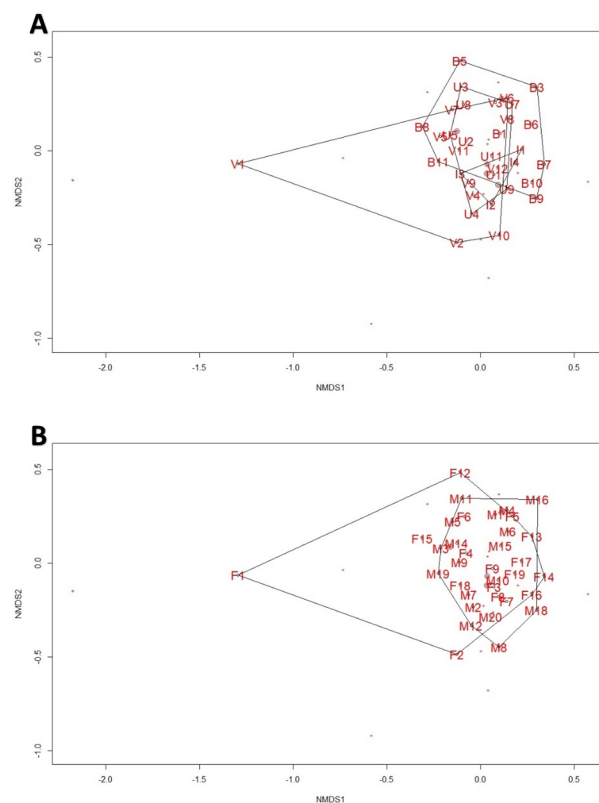 A
0.5
B5
U3 B3
V6
V7 U8 V3
V8 B6
B8
V5 U5 U2 B1
0.0
V11 I1
V1 B11 U11 I4 B7
I3 V12 U1
V9 U9 B10
V4 B9
U4 I2
V2 V10
-0.5
-1.0
NMDS2
-2.0 -1.5 -1.0 -0.5 0.0 0.5
NMDS1
B
0.5
F12
M11 M16
M5 F6 M4 F5
M6
F15 M14 M15 F13
M3 F4
M9 F17
0.0
F1 M19 F9 F19 F14
F18 M10 F3
M7 F8 F7 F16
M2 M18
M12 M20
F2 M8
-0.5
-1.0
NMDS2
-2.0 -1.5 -1.0 -0.5 0.0 0.5
NMDS1